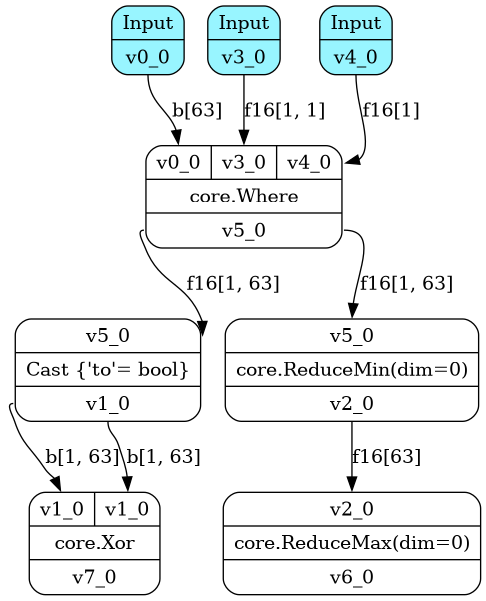 Input
v0_0
Input
v3_0
Input
v4_0
b[63]
f16[1, 1]
f16[1]
v0_0
v3_0
v4_0
core.Where
v5_0
f16[1, 63]
f16[1, 63]
v5_0
Cast {'to'= bool}
v1_0
v5_0
core.ReduceMin(dim=0)
v2_0
b[1, 63]
b[1, 63]
f16[63]
v1_0
v1_0
core.Xor
v7_0
v2_0
core.ReduceMax(dim=0)
v6_0